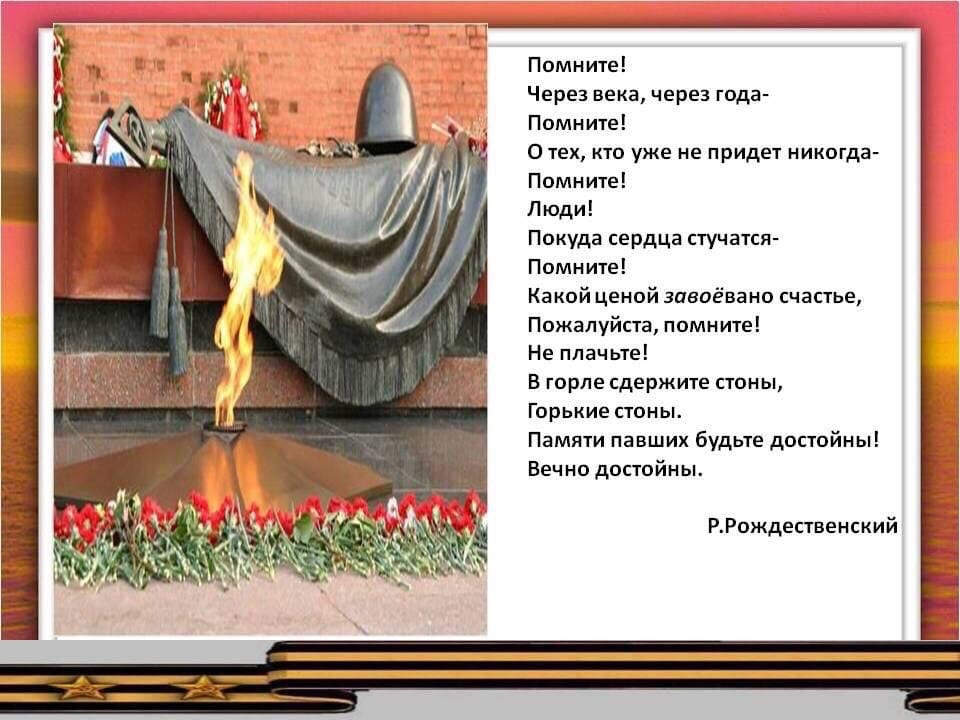 Помните!
Через века, через года-
Помните!
О тех, кто уже не придет никогда-
Помните!
Люди!
Покуда сердца стучатся-
Помните!
Какой ценой завоёвано счастье,
Пожалуйста, помните!
Не плачьте!
В горле сдержите стоны,
Горькие стоны.
Памяти павших будьте достойны!
Вечно достойны.
Р.Рождественский